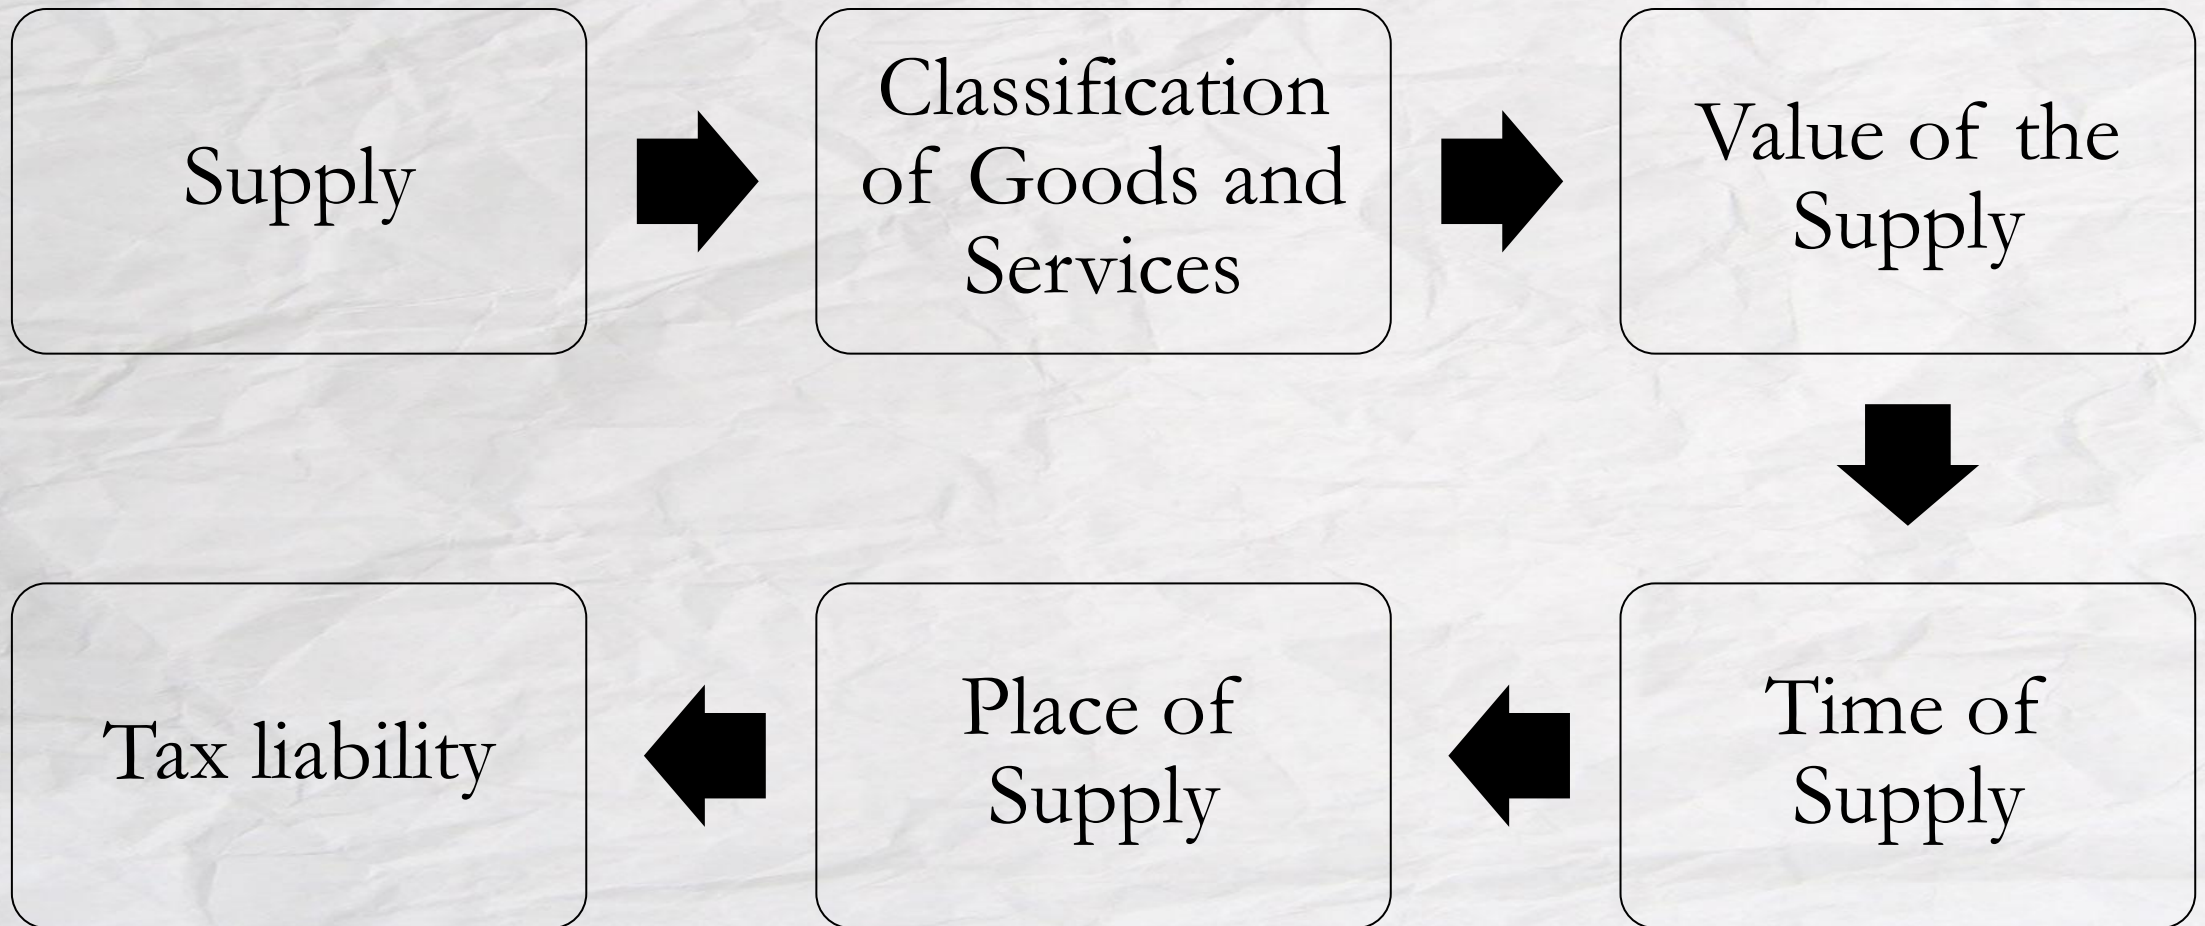 Supply
Classification
of Goods and
Services
Value of the
Supply
Time of
Supply
Place of
Supply
Tax liability